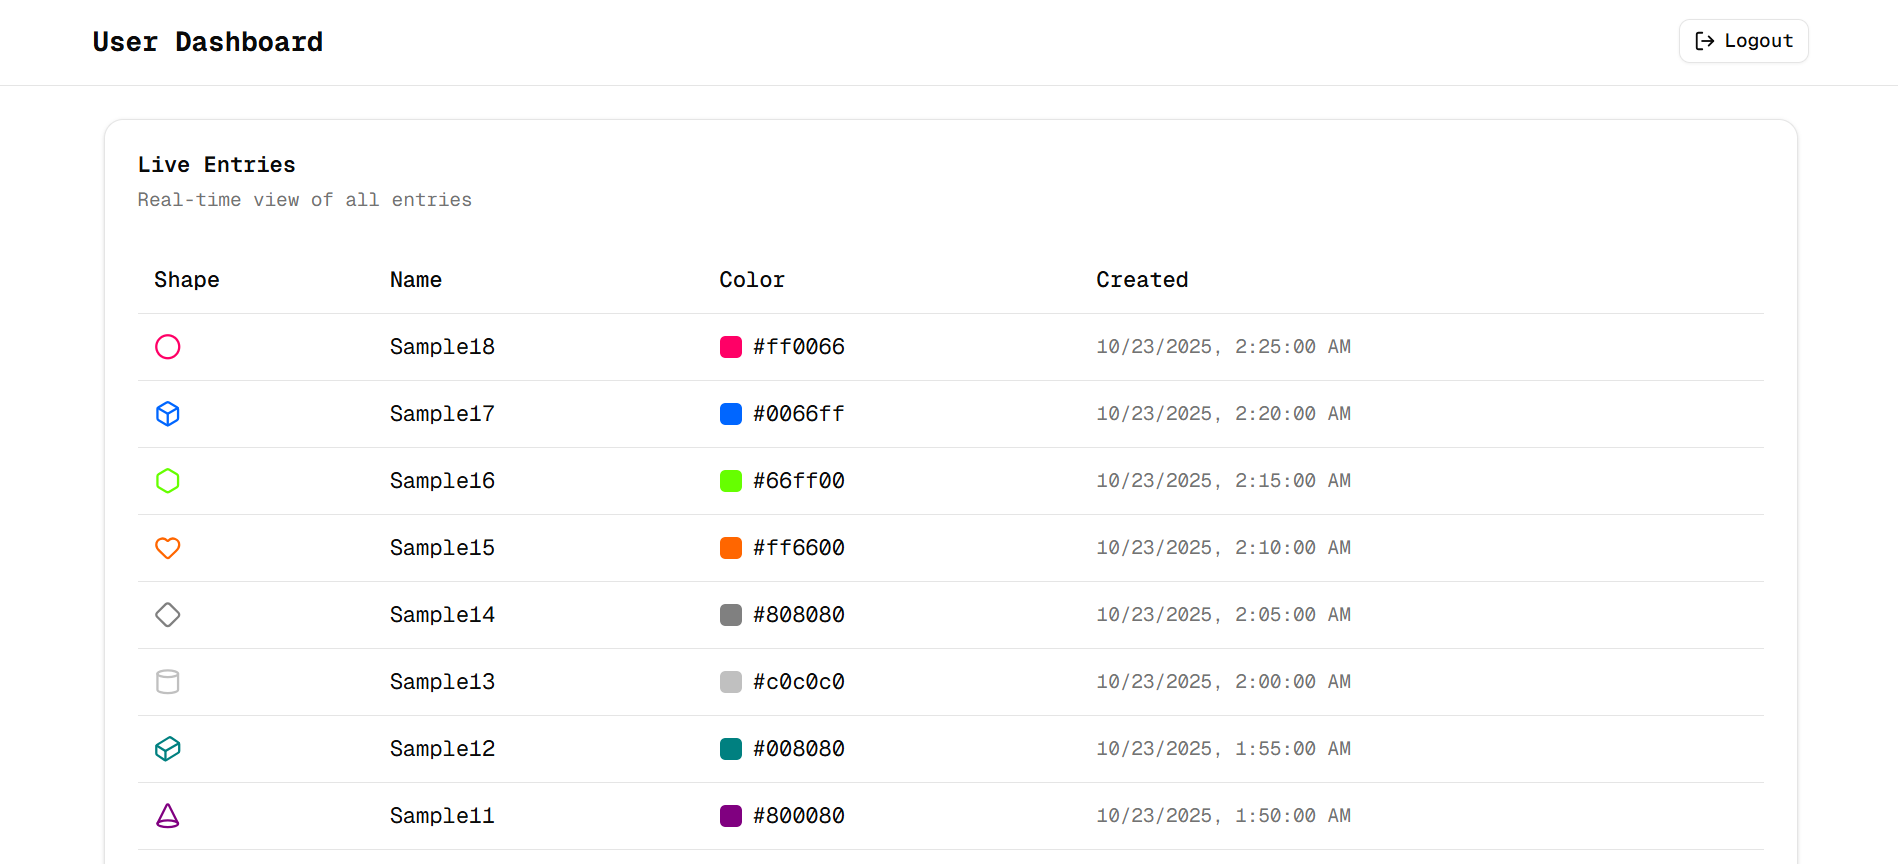 User Dashboard
Logout
Live Entries
Real-time view of all entries
Shape Name Color Created
Sample18 #ff0066 10/23/2025, 2:25:00 AM
Sample17 #0066ff 10/23/2025, 2:20:00 AM
Sample16 #66ff00 10/23/2025, 2:15:00 AM
Sample15 #ff6600 10/23/2025, 2:10:00 AM
Sample14 #808080 10/23/2025, 2:05:00 AM
Sample13 #c0c0c0 10/23/2025, 2:00:00 AM
Sample12 #008080 10/23/2025, 1:55:00 AM
Sample11 #800080 10/23/2025, 1:50:00 AM